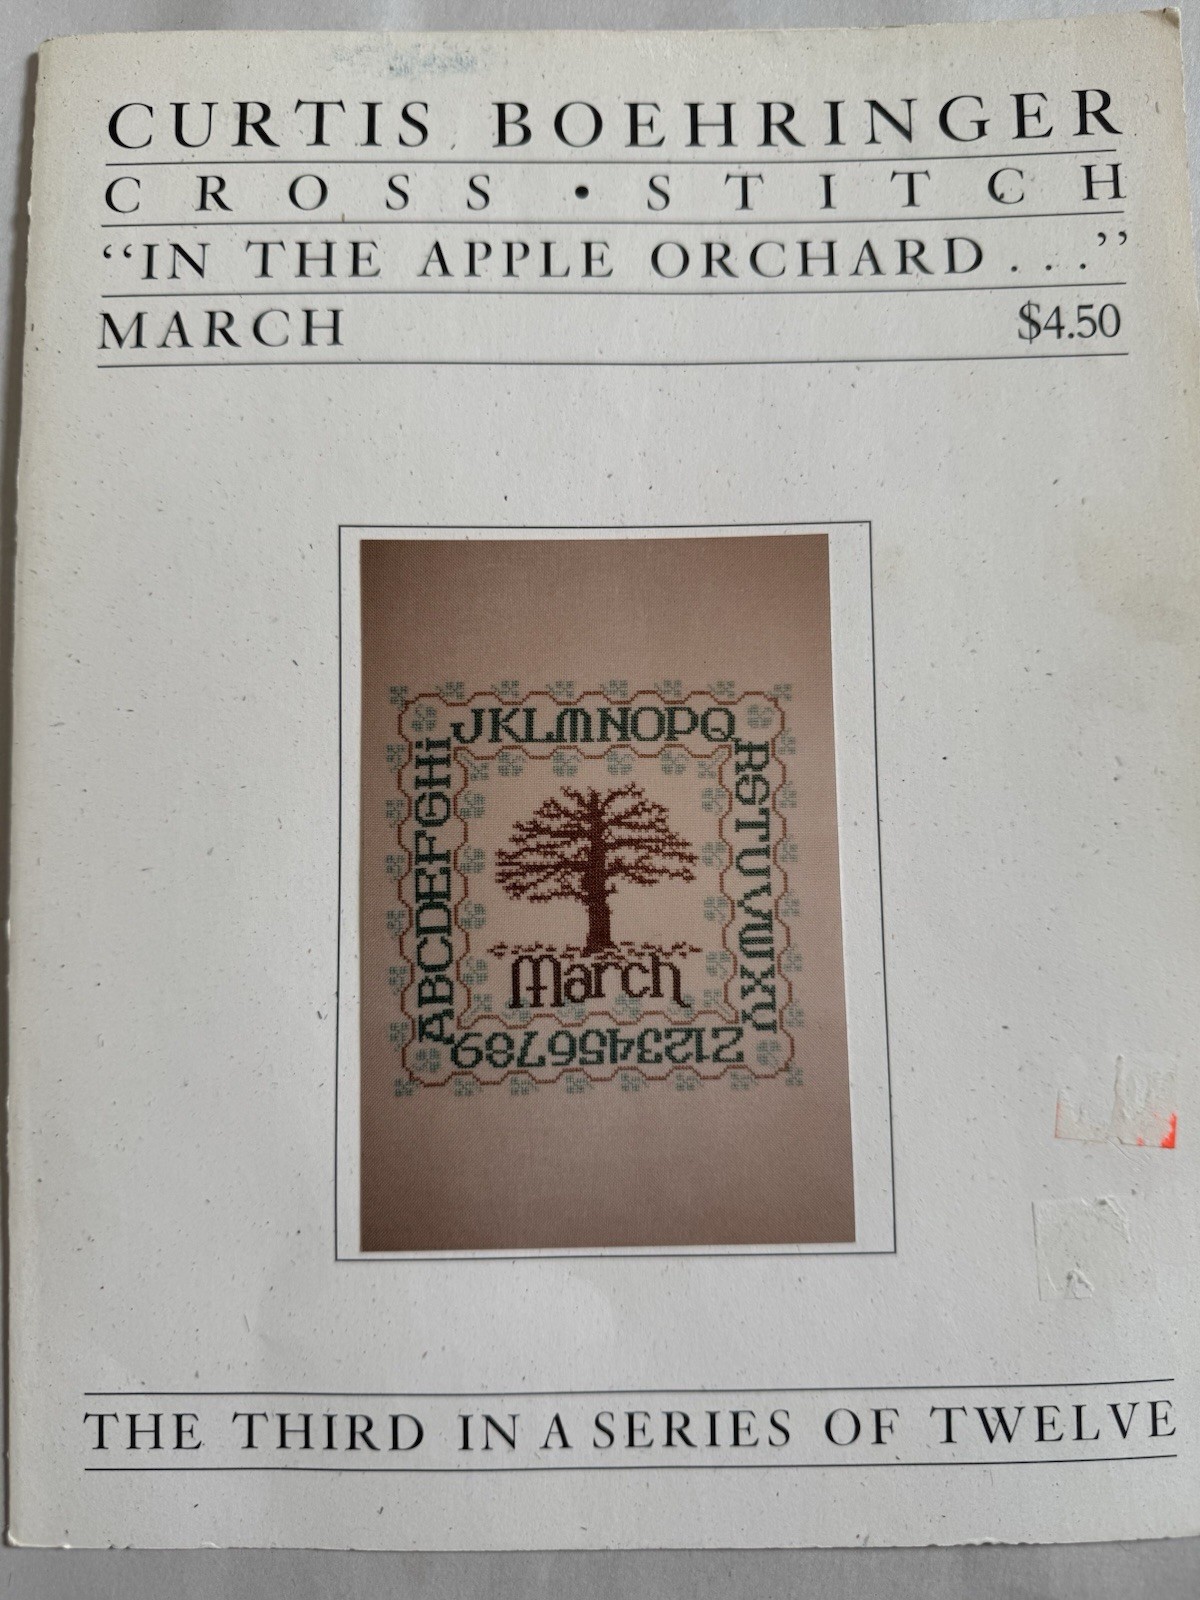 CURTIS BOEHRINGER
CROSS • STITCH
“IN THE APPLE ORCHARD . . .”
MARCH $4.50
ABCDEFGHi
JKLMNOPQ
RSTUVWXY
Z123456789
March
THE THIRD IN A SERIES OF TWELVE